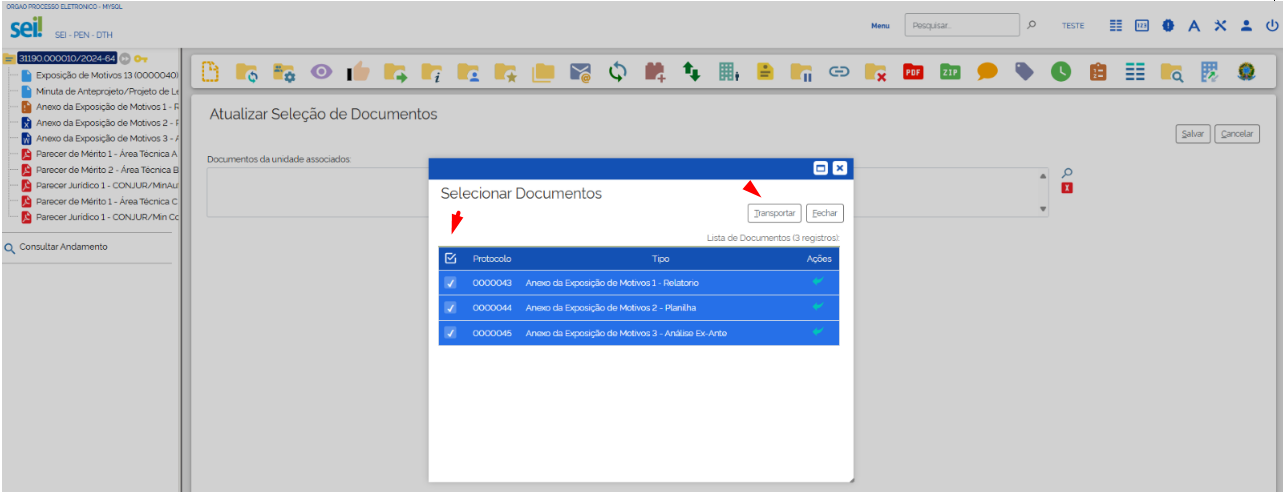 ORGAO PROCESSO ELETRONICO - MYSQL
sei!
SEI - PEN - DTH
Menu
Pesquisar...
TESTE
123
A
31190.000010/2024-64
Exposição de Motivos 13 (00000040)
Minuta de Anteprojeto/Projeto de Le
Anexo da Exposição de Motivos 1 - R
Anexo da Exposição de Motivos 2 - P
Anexo da Exposição de Motivos 3 - A
Parecer de Mérito 1 - Área Técnica A
Parecer de Mérito 2 - Área Técnica B
Parecer Jurídico 1 - CONJUR/MinAu
Parecer de Mérito 1 - Área Técnica C
Parecer Jurídico 1 - CONJUR/Min Cc
Consultar Andamento
PDF
ZIP
Atualizar Seleção de Documentos
Salvar
Cancelar
Documentos da unidade associados:
Selecionar Documentos
Transportar
Fechar
Lista de Documentos (3 registros):
Protocolo Tipo Ações
0000043 Anexo da Exposição de Motivos 1 - Relatorio
0000044 Anexo da Exposição de Motivos 2 - Planilha
0000045 Anexo da Exposição de Motivos 3 - Análise Ex-Ante